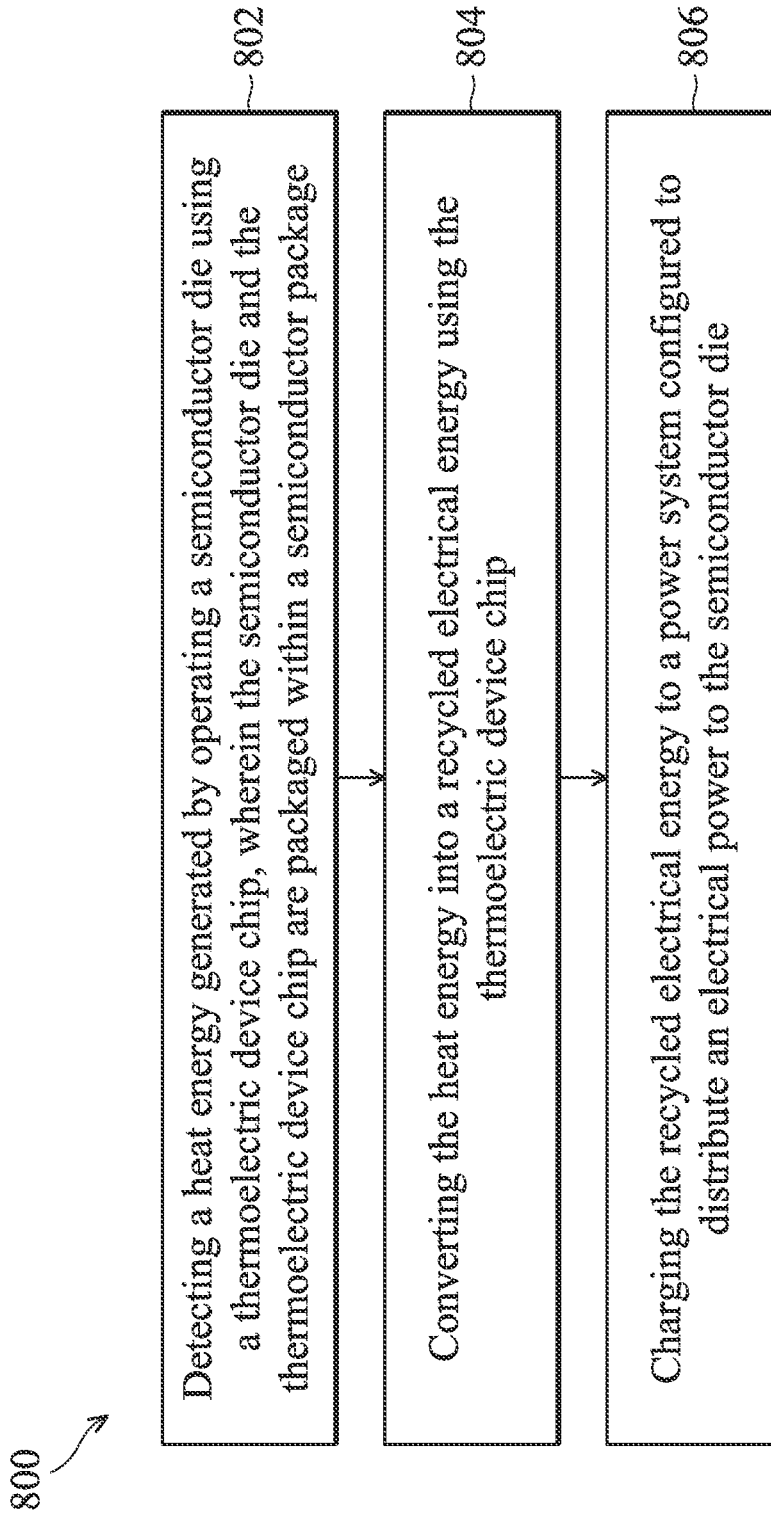 800
Detecting a heat energy generated by operating a semiconductor die using
a thermoelectric device chip, wherein the semiconductor die and the
thermoelectric device chip are packaged within a semiconductor package
802
Converting the heat energy into a recycled electrical energy using the
thermoelectric device chip
804
Charging the recycled electrical energy to a power system configured to
distribute an electrical power to the semiconductor die
806